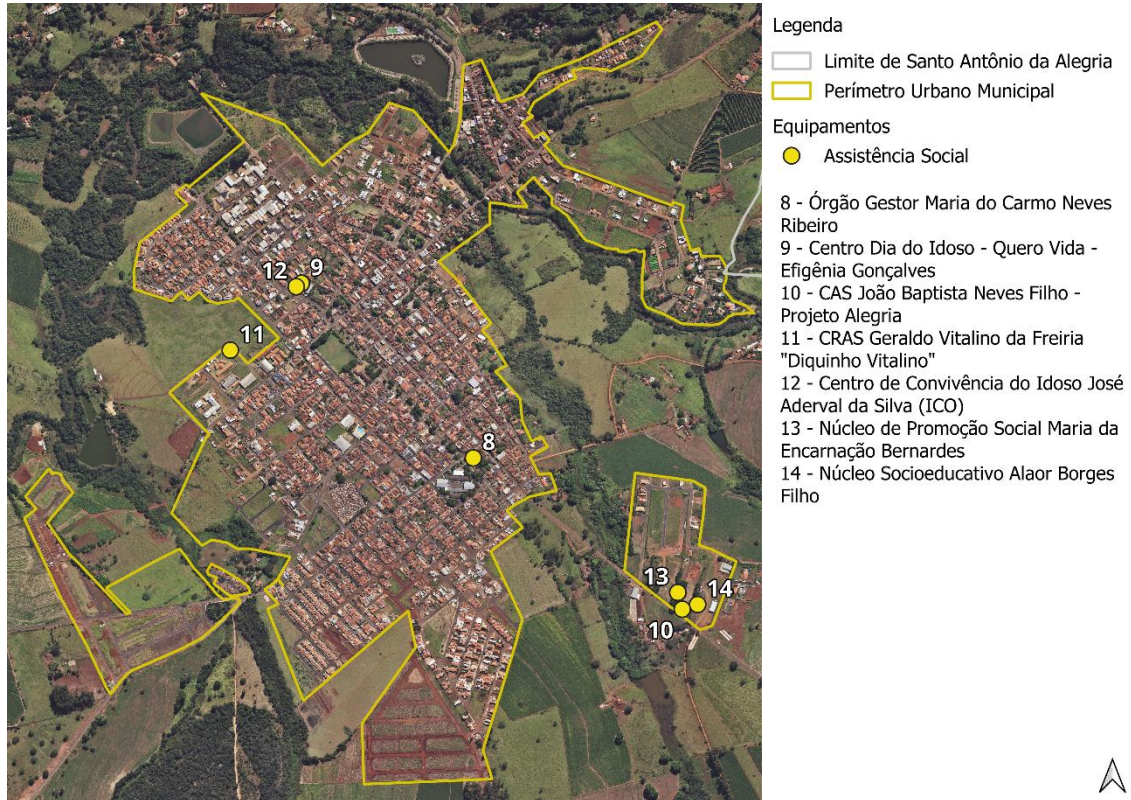 Legenda
Limite de Santo Antônio da Alegria
Perímetro Urbano Municipal
Equipamentos
Assistência Social
8 - Órgão Gestor Maria do Carmo Neves
Ribeiro
9 - Centro Dia do Idoso - Quero Vida -
Efigênia Gonçalves
10 - CAS João Baptista Neves Filho -
Projeto Alegria
11 - CRAS Geraldo Vitalino da Freiria
"Diquinho Vitalino"
12 - Centro de Convivência do Idoso José
Aderval da Silva (ICO)
13 - Núcleo de Promoção Social Maria da
Encarnação Bernardes
14 - Núcleo Socioeducativo Alaor Borges
Filho
12
9
11
8
13
14
10